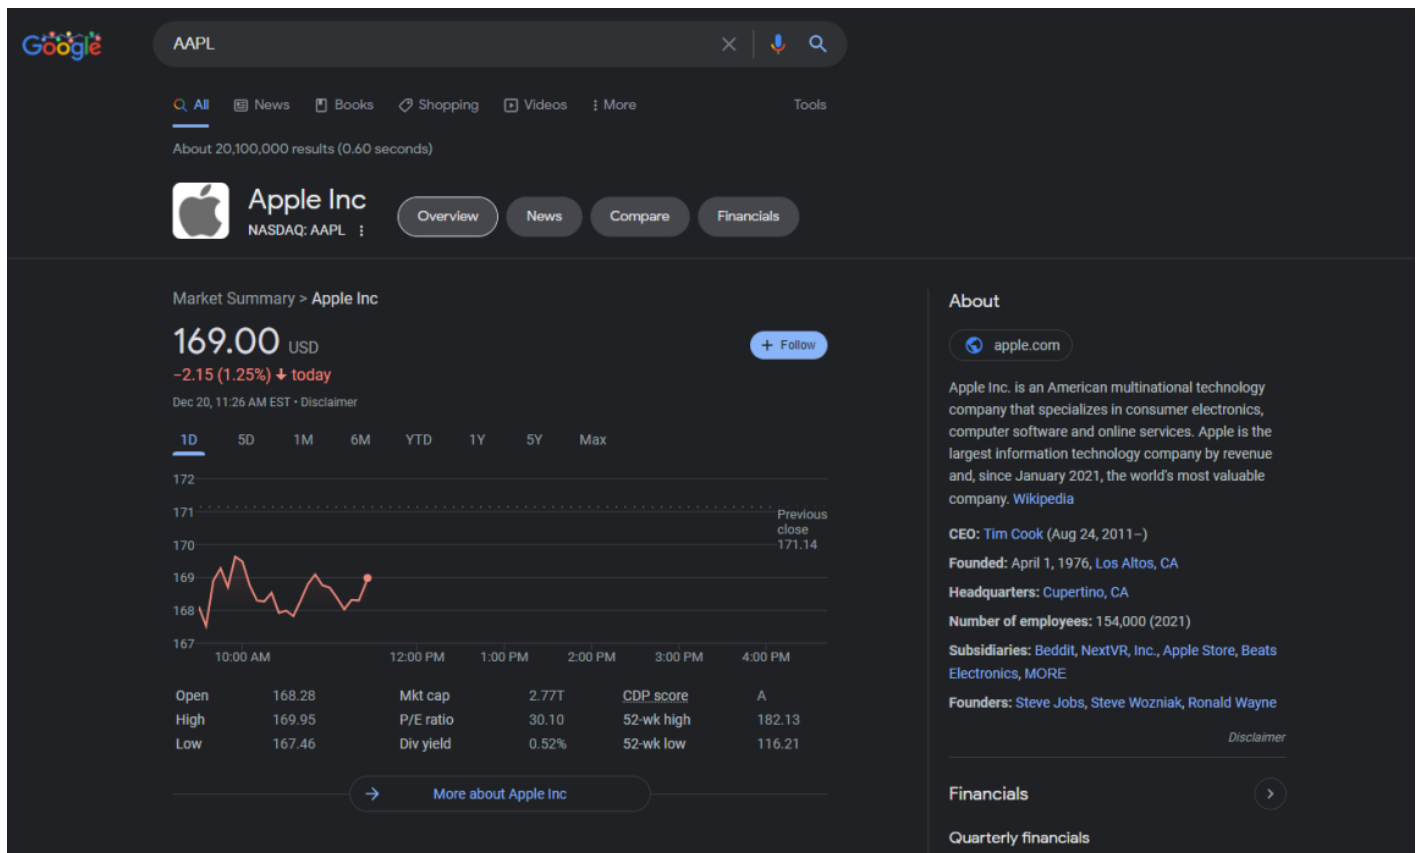 Google
AAPL
All News Books Shopping Videos More Tools
About 20,100,000 results (0.60 seconds)
Apple Inc
NASDAQ: AAPL
Overview News Compare Financials
Market Summary > Apple Inc
169.00 USD
+ Follow
−2.15 (1.25%) ↓ today
Dec 20, 11:26 AM EST • Disclaimer
1D 5D 1M 6M YTD 1Y 5Y Max
172
171
170
169
168
167
Previous
close
171.14
10:00 AM 12:00 PM 1:00 PM 2:00 PM 3:00 PM 4:00 PM
Open 168.28 Mkt cap 2.77T CDP score A
High 169.95 P/E ratio 30.10 52-wk high 182.13
Low 167.46 Div yield 0.52% 52-wk low 116.21
→ More about Apple Inc
About
apple.com
Apple Inc. is an American multinational technology
company that specializes in consumer electronics,
computer software and online services. Apple is the
largest information technology company by revenue
and, since January 2021, the world's most valuable
company. Wikipedia
CEO: Tim Cook (Aug 24, 2011–)
Founded: April 1, 1976, Los Altos, CA
Headquarters: Cupertino, CA
Number of employees: 154,000 (2021)
Subsidiaries: Beddit, NextVR, Inc., Apple Store, Beats
Electronics, MORE
Founders: Steve Jobs, Steve Wozniak, Ronald Wayne
Disclaimer
Financials
Quarterly financials